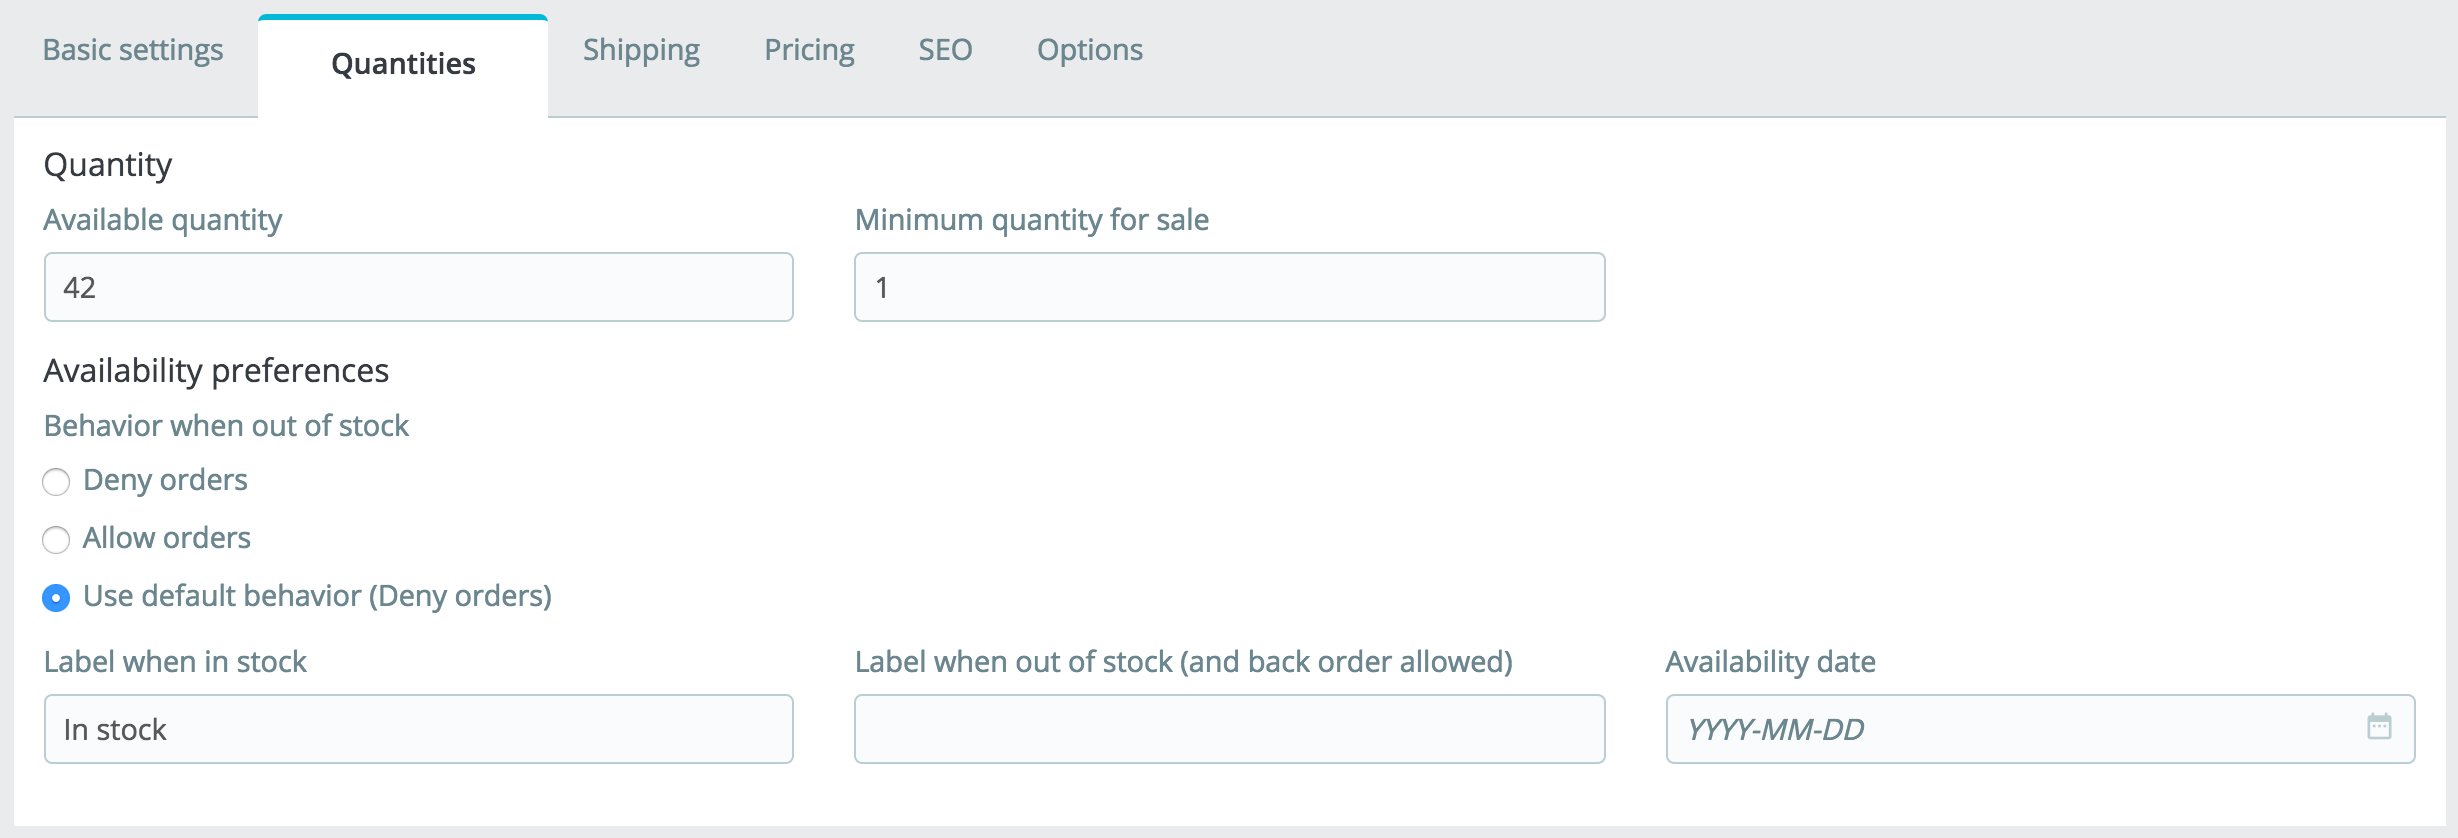 Basic settings Quantities Shipping Pricing SEO Options
Quantity
Available quantity Minimum quantity for sale
42 1
Availability preferences
Behavior when out of stock
Deny orders
Allow orders
Use default behavior (Deny orders)
Label when in stock Label when out of stock (and back order allowed) Availability date
In stock YYYY-MM-DD